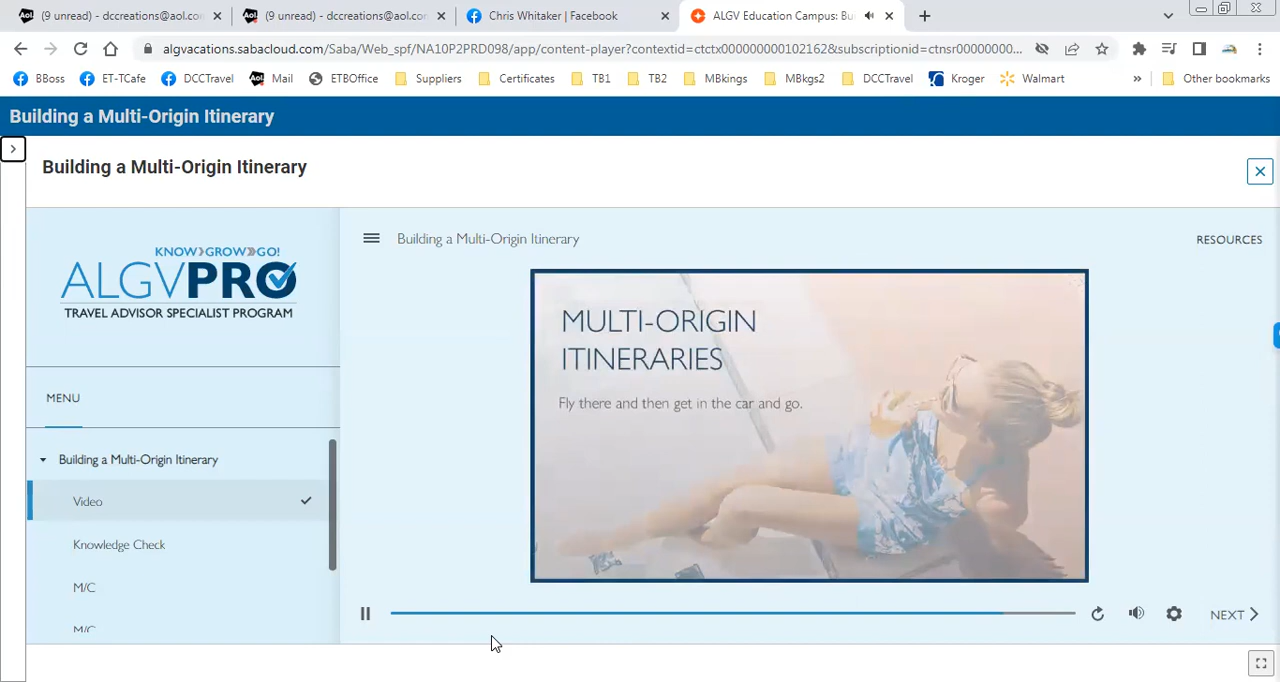 (9 unread) - dccreations@aol.co
(9 unread) - dccreations@aol.co
Chris Whitaker | Facebook
ALGV Education Campus: Bu
algvacations.sabacloud.com/Saba/Web_spf/NA10P2PRD098/app/content-player?contextid=ctctx000000000102162&subscriptionid=ctnsr00000000...
BBoss
ET-TCafe
DCCTravel
Aol. Mail
ETBOffice
Suppliers
Certificates
TB1
TB2
MBkings
MBkgs2
DCCTravel
Kroger
Walmart
»
Other bookmarks
Building a Multi-Origin Itinerary
Building a Multi-Origin Itinerary
KNOW»GROW»GO!
ALGVPRO
TRAVEL ADVISOR SPECIALIST PROGRAM
MENU
Building a Multi-Origin Itinerary
Video
Knowledge Check
M/C
M/C
Building a Multi-Origin Itinerary
RESOURCES
MULTI-ORIGIN
ITINERARIES
Fly there and then get in the car and go.
NEXT